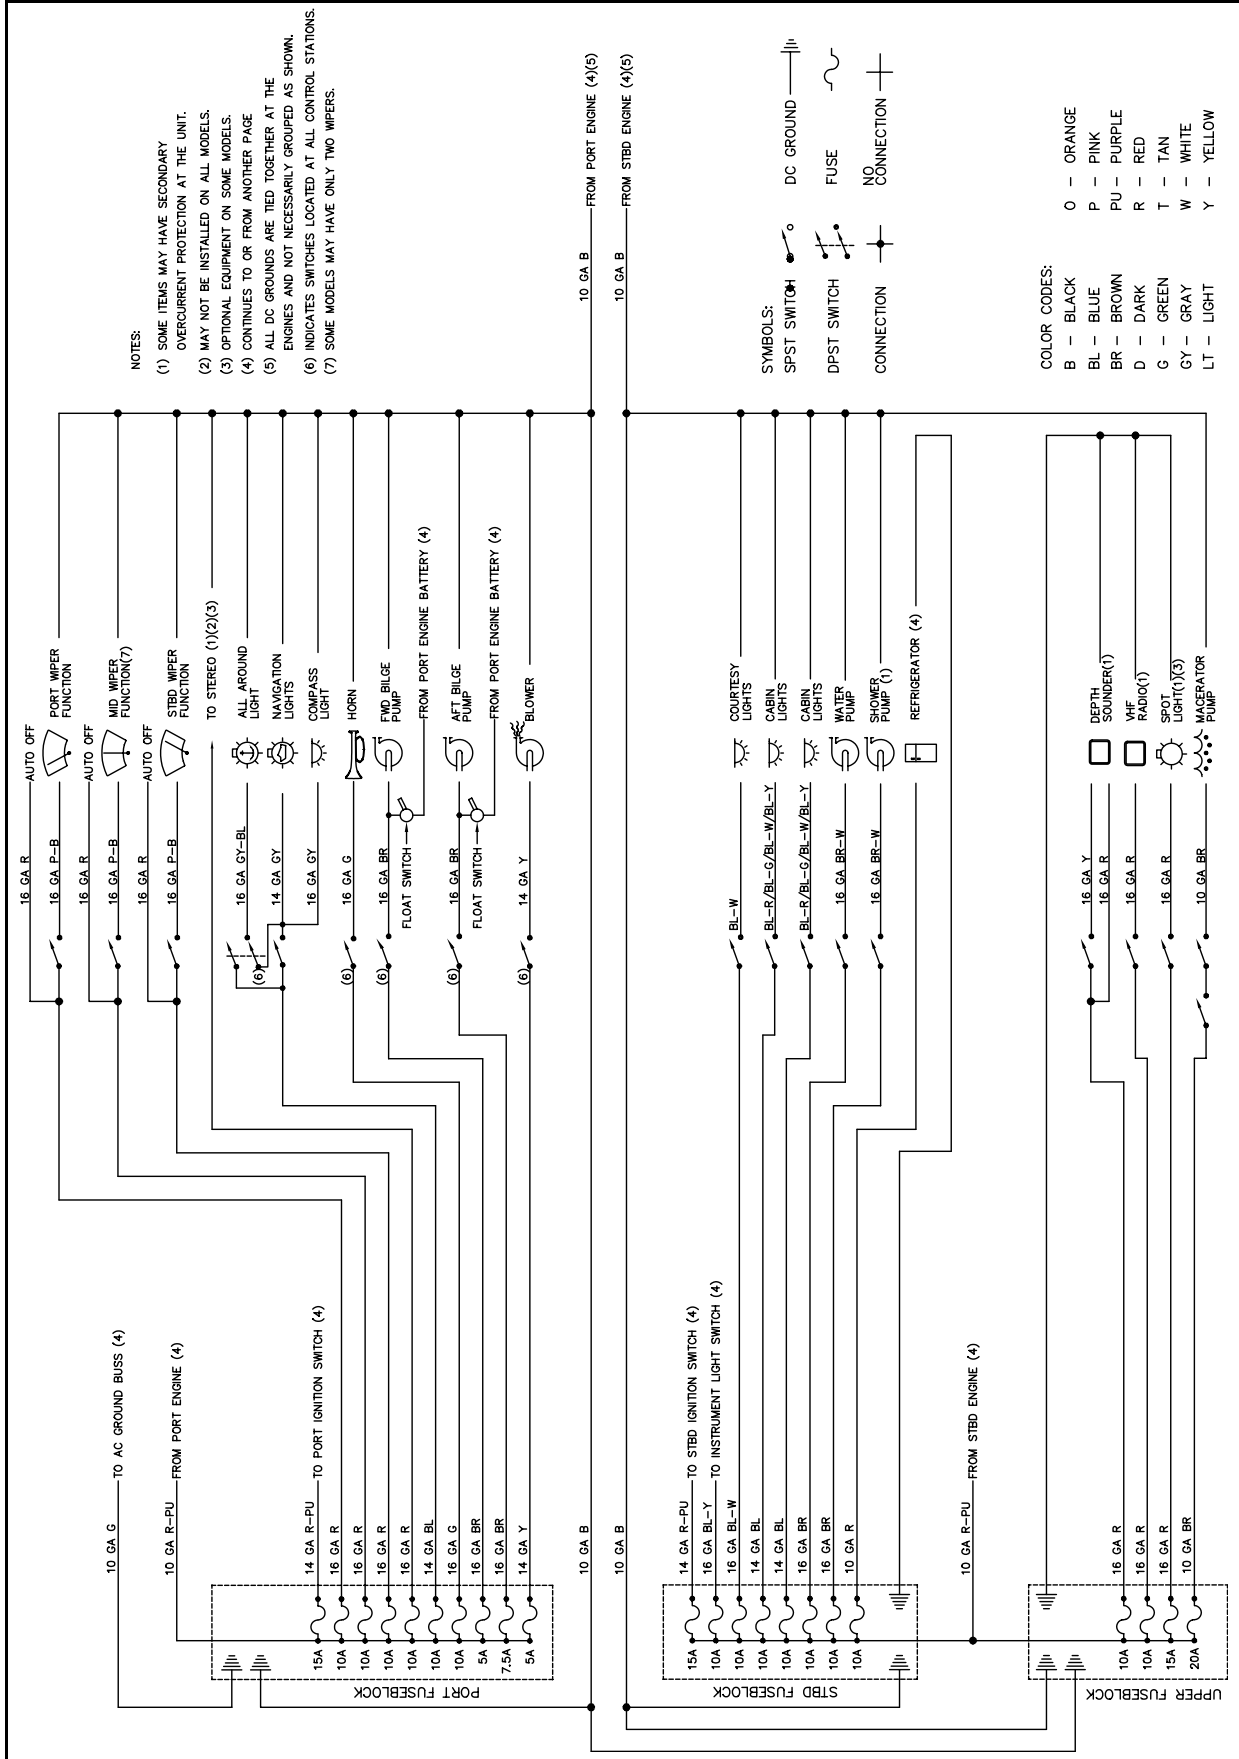 NOTES:
(1) SOME ITEMS MAY HAVE SECONDARY
OVERCURRENT PROTECTION AT THE UNIT.
(2) MAY NOT BE INSTALLED ON ALL MODELS.
(3) OPTIONAL EQUIPMENT ON SOME MODELS.
(4) CONTINUES TO OR FROM ANOTHER PAGE
(5) ALL DC GROUNDS ARE TIED TOGETHER AT THE
ENGINES AND NOT NECESSARILY GROUPED AS SHOWN.
(6) INDICATES SWITCHES LOCATED AT ALL CONTROL STATIONS.
(7) SOME MODELS MAY HAVE ONLY TWO WIPERS.
10 GA G
TO AC GROUND BUSS (4)
10 GA R-PU
FROM PORT ENGINE (4)
PORT FUSEBLOCK
15A
14 GA R-PU
TO PORT IGNITION SWITCH (4)
10A
16 GA R
10A
16 GA R
10A
16 GA R
10A
16 GA R
10A
14 GA BL
10A
16 GA G
5A
16 GA BR
7.5A
16 GA BR
5A
14 GA Y
16 GA R
AUTO OFF
16 GA P-B
PORT WIPER
FUNCTION
16 GA R
AUTO OFF
16 GA P-B
MID WIPER
FUNCTION(7)
16 GA R
AUTO OFF
16 GA P-B
STBD WIPER
FUNCTION
TO STEREO (1)(2)(3)
(6)
16 GA GY-BL
ALL AROUND
LIGHT
14 GA GY
NAVIGATION
LIGHTS
16 GA GY
COMPASS
LIGHT
(6)
16 GA G
HORN
(6)
16 GA BR
FWD BILGE
PUMP
FLOAT SWITCH
FROM PORT ENGINE BATTERY (4)
(6)
16 GA BR
AFT BILGE
PUMP
FLOAT SWITCH
FROM PORT ENGINE BATTERY (4)
(6)
14 GA Y
BLOWER
10 GA B
10 GA B
FROM PORT ENGINE (4)(5)
10 GA B
10 GA B
FROM STBD ENGINE (4)(5)
STBD FUSEBLOCK
15A
14 GA R-PU
TO STBD IGNITION SWITCH (4)
10A
16 GA BL-Y
TO INSTRUMENT LIGHT SWITCH (4)
10A
16 GA BL-W
10A
14 GA BL
10A
14 GA BL
10A
16 GA BR
10A
16 GA BR
10A
10 GA R
BL-W
COURTESY
LIGHTS
BL-R/BL-G/BL-W/BL-Y
CABIN
LIGHTS
BL-R/BL-G/BL-W/BL-Y
CABIN
LIGHTS
16 GA BR-W
WATER
PUMP
16 GA BR-W
SHOWER
PUMP (1)
REFRIGERATOR (4)
10 GA R-PU
FROM STBD ENGINE (4)
UPPER FUSEBLOCK
10A
16 GA R
10A
16 GA R
15A
16 GA R
20A
10 GA BR
16 GA Y
16 GA R
DEPTH
SOUNDER(1)
16 GA R
VHF
RADIO(1)
16 GA R
SPOT
LIGHT(1)(3)
10 GA BR
MACERATOR
PUMP
SYMBOLS:
SPST SWITCH
DC GROUND
DPST SWITCH
FUSE
CONNECTION
NO
CONNECTION
COLOR CODES:
B - BLACK O - ORANGE
BL - BLUE P - PINK
BR - BROWN PU - PURPLE
D - DARK R - RED
G - GREEN T - TAN
GY - GRAY W - WHITE
LT - LIGHT Y - YELLOW